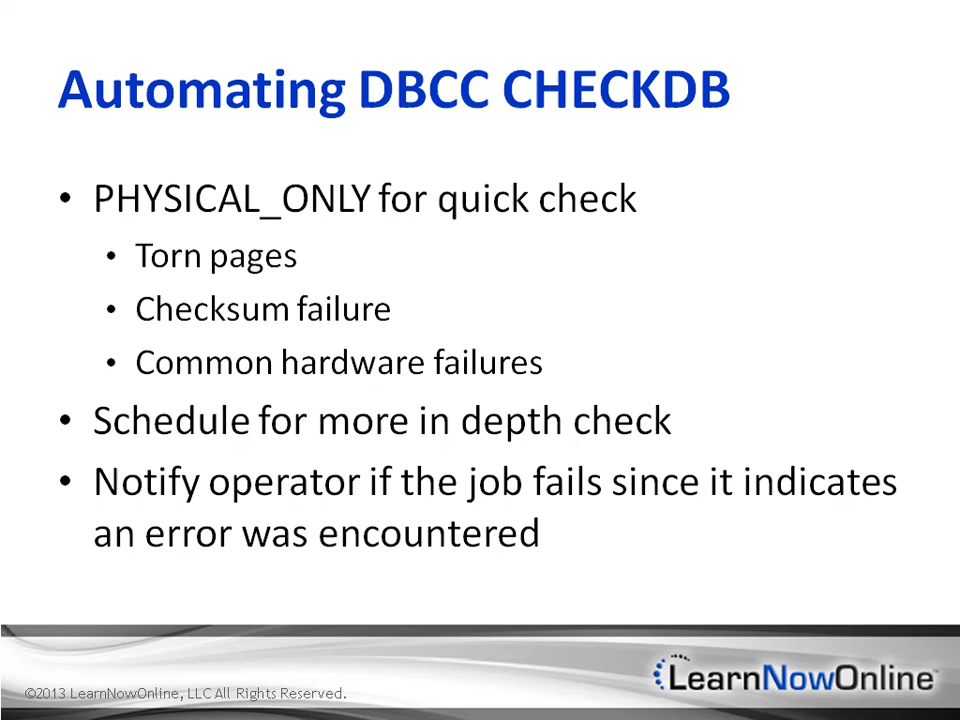 Automating DBCC CHECKDB
• PHYSICAL_ONLY for quick check
• Torn pages
• Checksum failure
• Common hardware failures
• Schedule for more in depth check
• Notify operator if the job fails since it indicates
an error was encountered
©2013 LearnNowOnline, LLC All Rights Reserved.
LearnNowOnline™